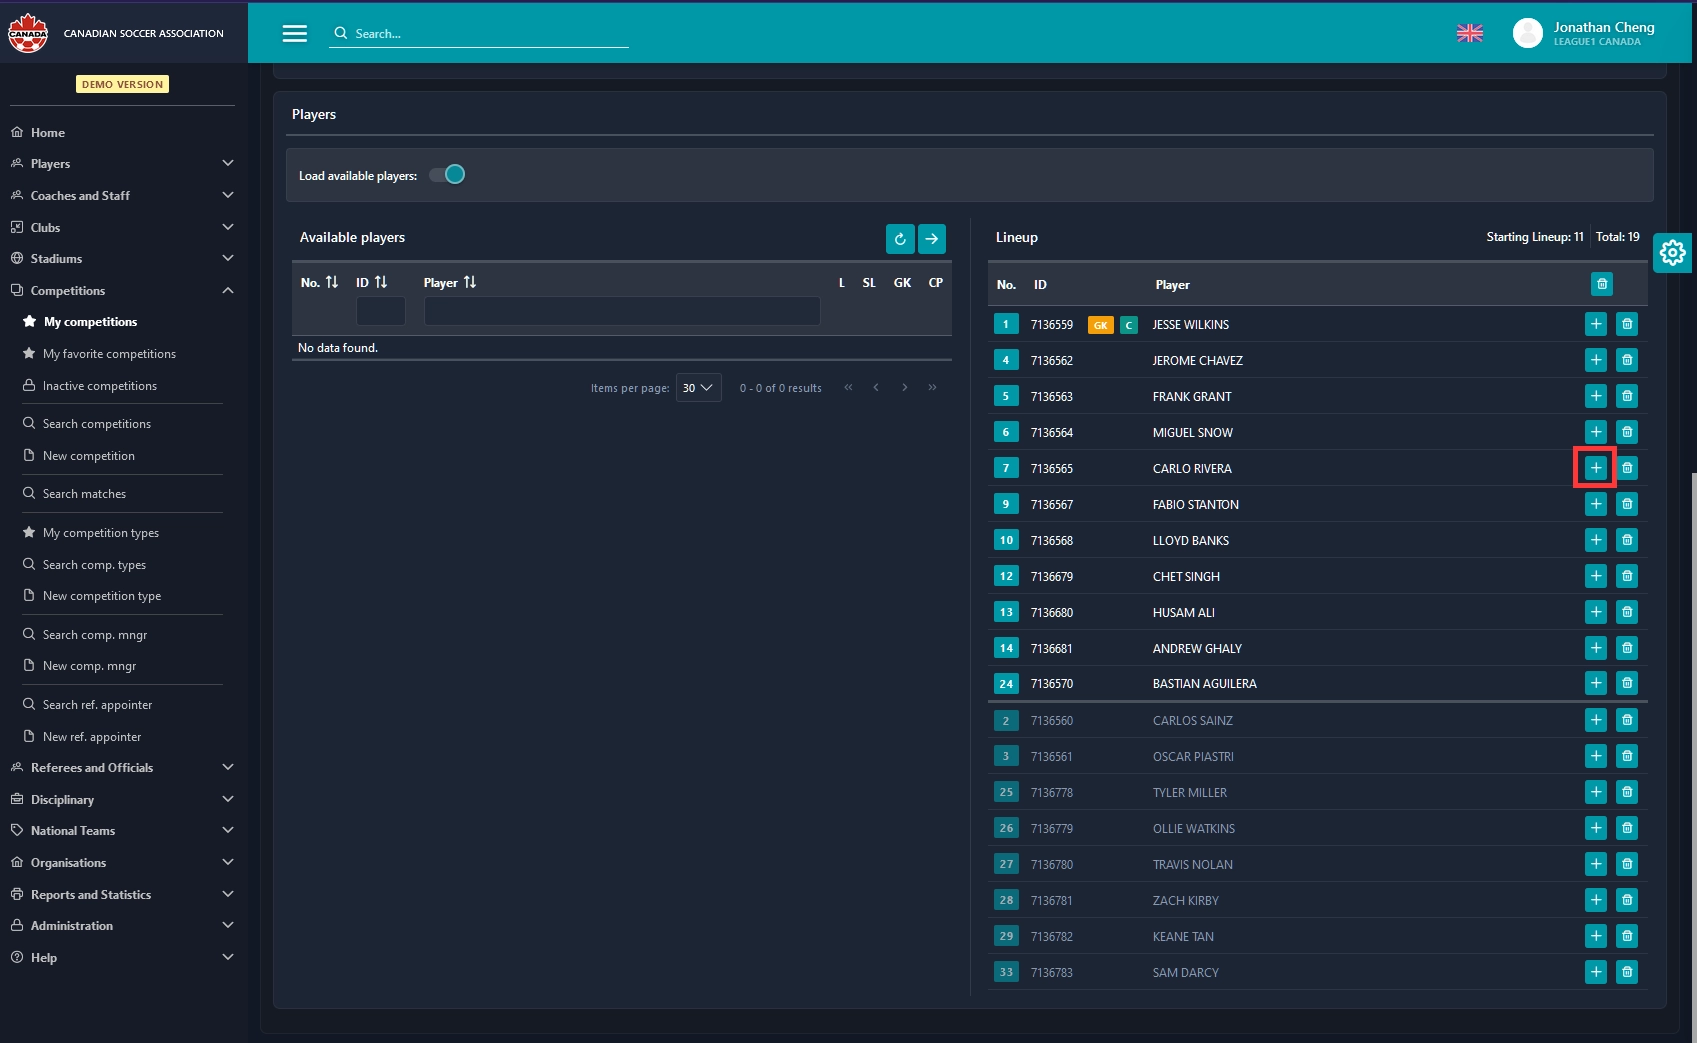 CANADA
CANADIAN SOCCER ASSOCIATION
Search...
Jonathan Cheng
LEAGUE1 CANADA
DEMO VERSION
Home
Players
Coaches and Staff
Clubs
Stadiums
Competitions
My competitions
My favorite competitions
Inactive competitions
Search competitions
New competition
Search matches
My competition types
Search comp. types
New competition type
Search comp. mngr
New comp. mngr
Search ref. appointer
New ref. appointer
Referees and Officials
Disciplinary
National Teams
Organisations
Reports and Statistics
Administration
Help
Players
Load available players:
Available players
No. ID Player L SL GK CP
No data found.
Items per page: 30 0 - 0 of 0 results « ‹ › »
Lineup Starting Lineup: 11 Total: 19
No. ID Player
1 7136559 GK C JESSE WILKINS
4 7136562 JEROME CHAVEZ
5 7136563 FRANK GRANT
6 7136564 MIGUEL SNOW
7 7136565 CARLO RIVERA
9 7136567 FABIO STANTON
10 7136568 LLOYD BANKS
12 7136679 CHET SINGH
13 7136680 HUSAM ALI
14 7136681 ANDREW GHALY
24 7136570 BASTIAN AGUILERA
2 7136560 CARLOS SAINZ
3 7136561 OSCAR PIASTRI
25 7136778 TYLER MILLER
26 7136779 OLLIE WATKINS
27 7136780 TRAVIS NOLAN
28 7136781 ZACH KIRBY
29 7136782 KEANE TAN
33 7136783 SAM DARCY